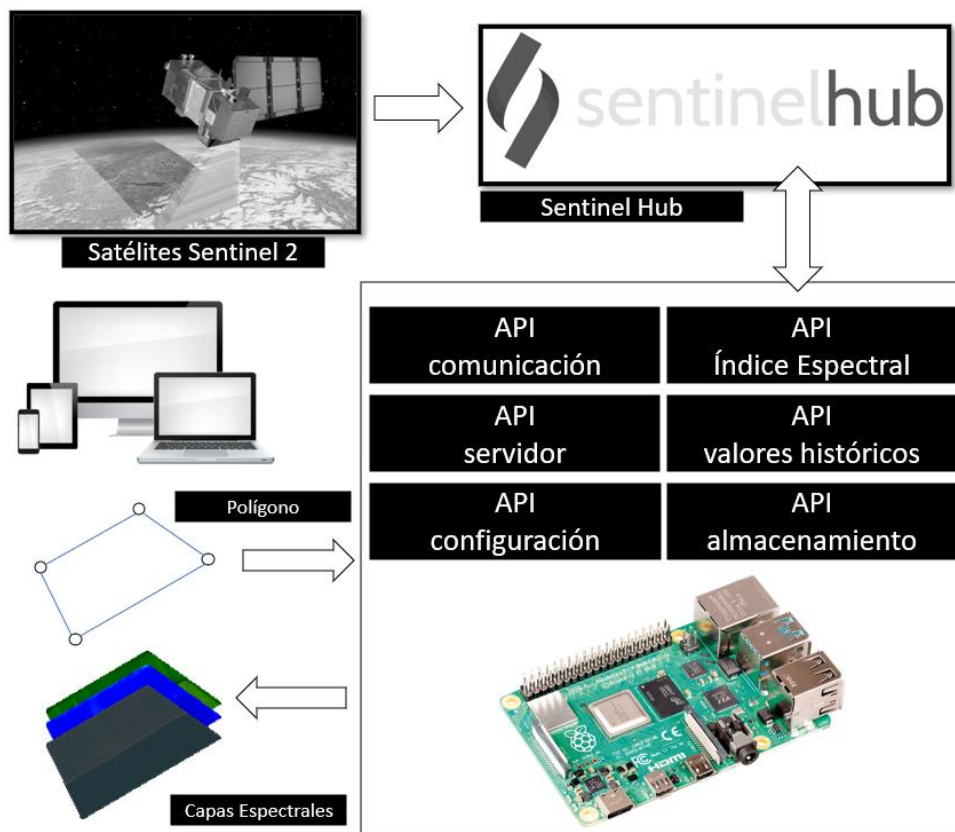 sentinelhub
Sentinel Hub
Satélites Sentinel 2
API
comunicación
API
Índice Espectral
API
servidor
API
valores históricos
API
configuración
API
almacenamiento
Polígono
Capas Espectrales
HDMI